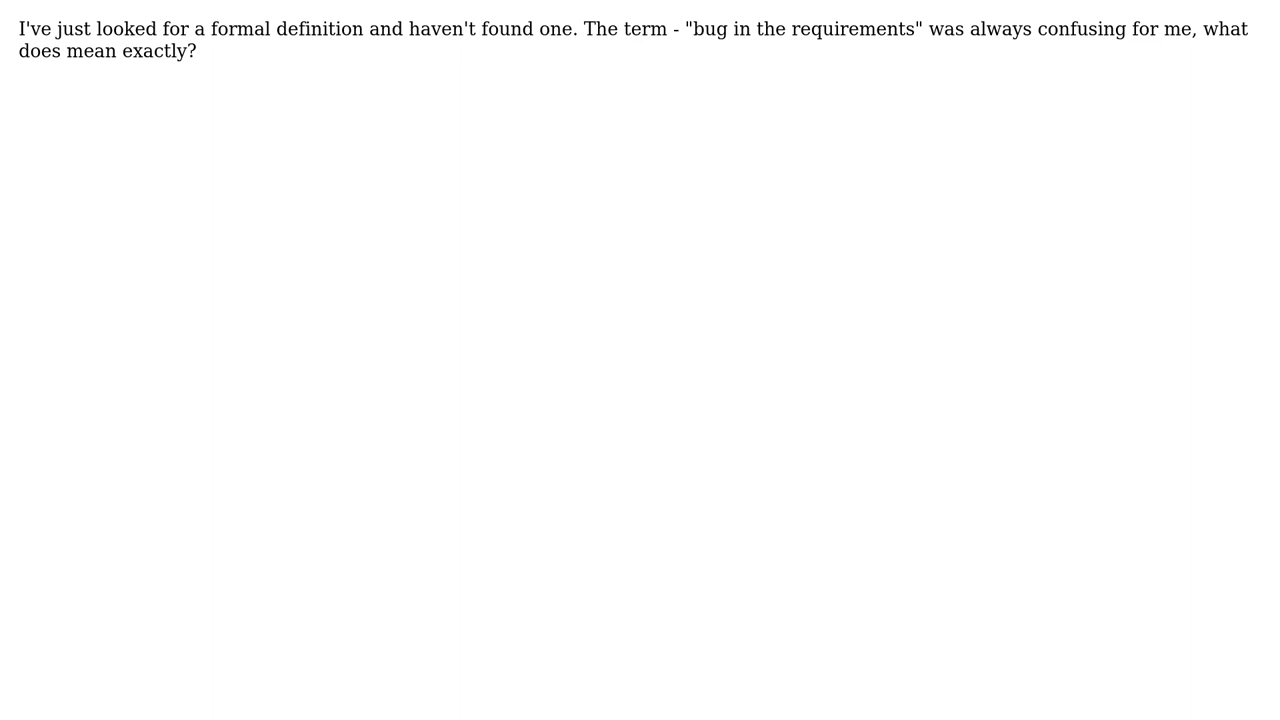 I've just looked for a formal definition and haven't found one. The term - "bug in the requirements" was always confusing for me, what
does mean exactly?